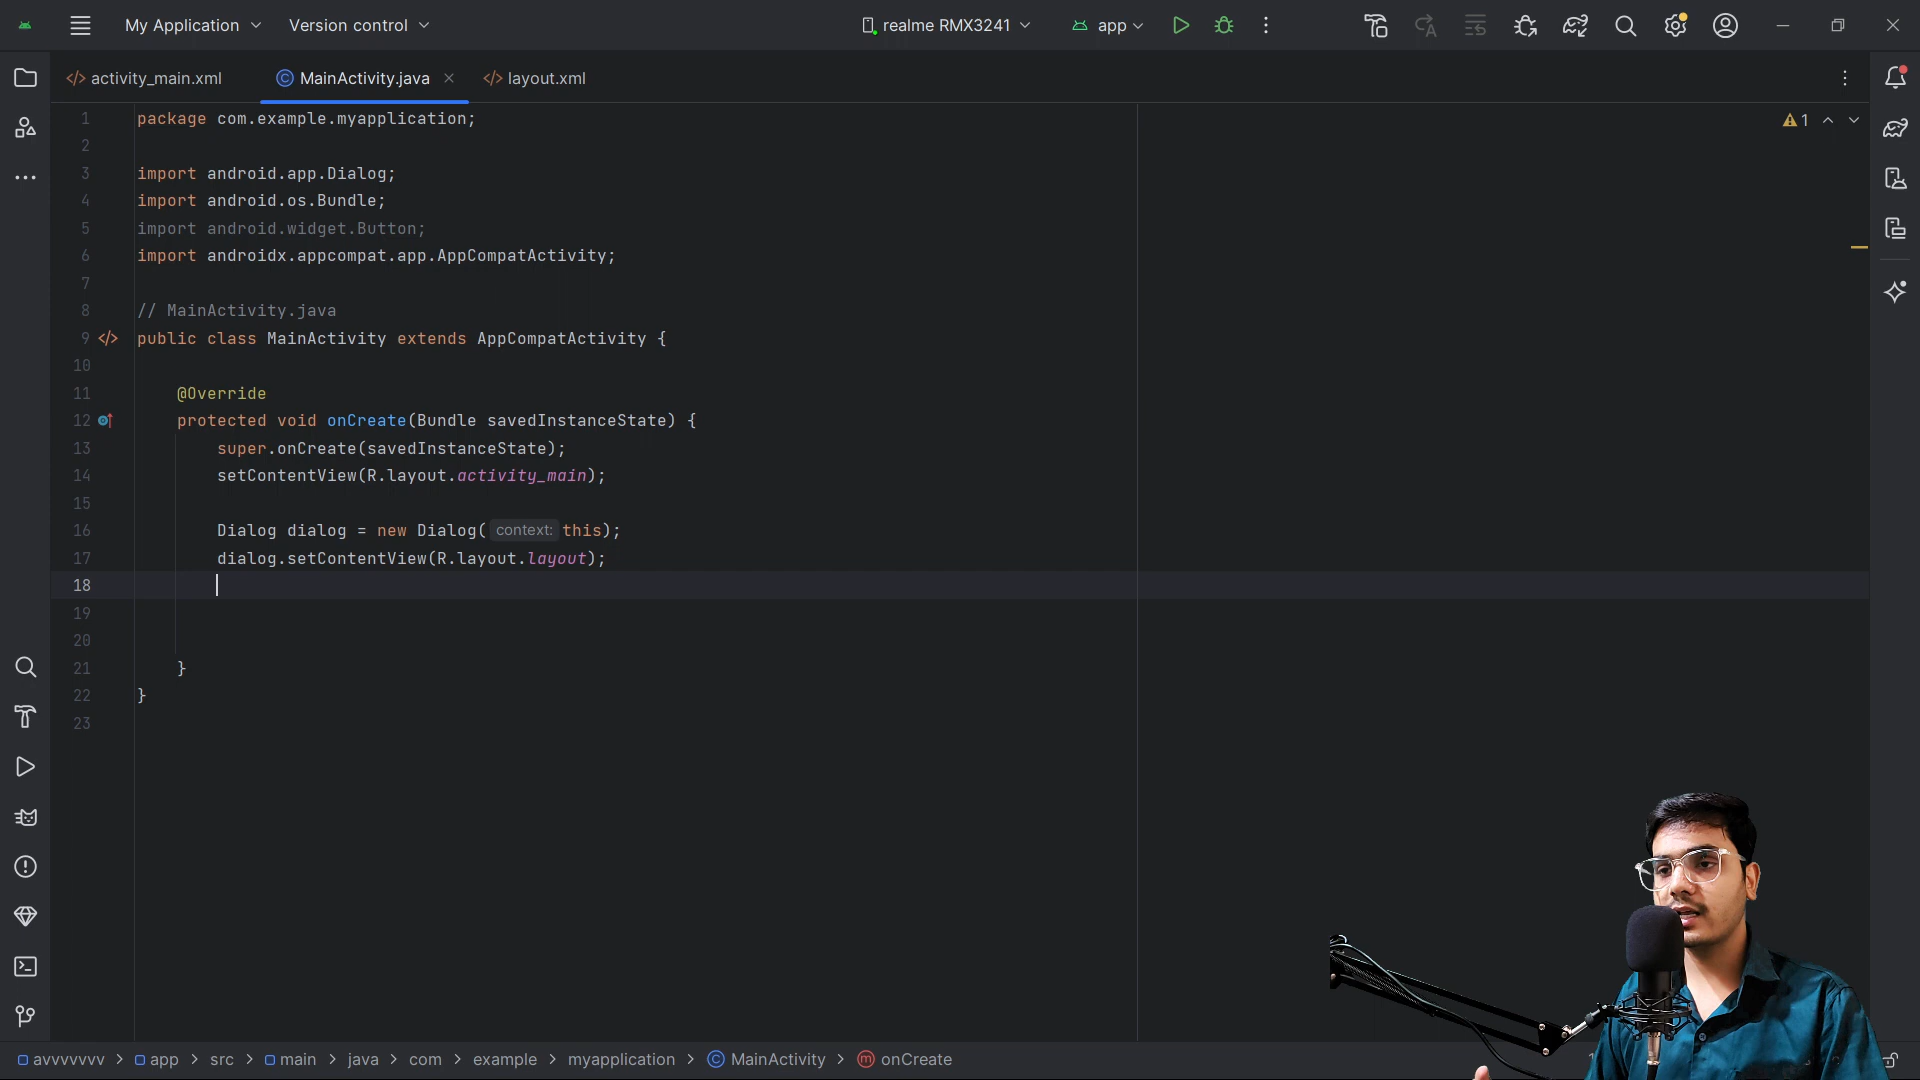 My Application
Version control
realme RMX3241
app
activity_main.xml
MainActivity.java
layout.xml
1
1 package com.example.myapplication;
2
3 import android.app.Dialog;
4 import android.os.Bundle;
5 import android.widget.Button;
6 import androidx.appcompat.app.AppCompatActivity;
7
8 // MainActivity.java
9 </> public class MainActivity extends AppCompatActivity {
10
11 @Override
12 protected void onCreate(Bundle savedInstanceState) {
13 super.onCreate(savedInstanceState);
14 setContentView(R.layout.activity_main);
15
16 Dialog dialog = new Dialog( context: this);
17 dialog.setContentView(R.layout.layout);
18
19
20
21 }
22 }
23
avvvvvvv > app > src > main > java > com > example > myapplication > MainActivity > onCreate